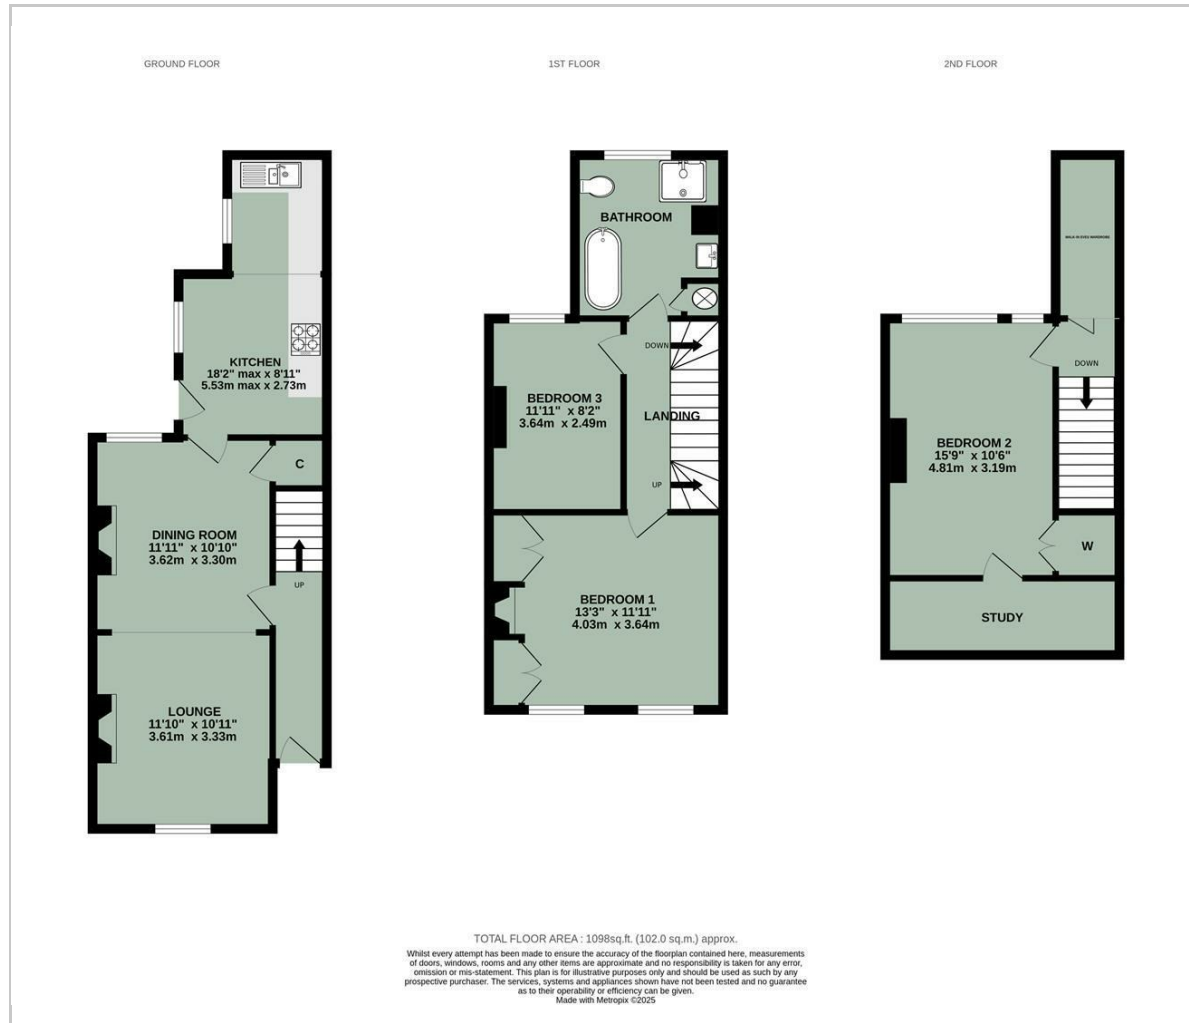 GROUND FLOOR
KITCHEN
18'2" max x 8'11"
5.53m max x 2.73m
C
DINING ROOM
11'11" x 10'10"
3.62m x 3.30m
UP
LOUNGE
11'10" x 10'11"
3.61m x 3.33m
1ST FLOOR
BATHROOM
DOWN
BEDROOM 3
11'11" x 8'2"
3.64m x 2.49m
LANDING
UP
BEDROOM 1
13'3" x 11'11"
4.03m x 3.64m
2ND FLOOR
WALK-IN EVES WARDROBE
DOWN
BEDROOM 2
15'9" x 10'6"
4.81m x 3.19m
W
STUDY
TOTAL FLOOR AREA : 1098sq.ft. (102.0 sq.m.) approx.
Whilst every attempt has been made to ensure the accuracy of the floorplan contained here, measurements
of doors, windows, rooms and any other items are approximate and no responsibility is taken for any error,
omission or mis-statement. This plan is for illustrative purposes only and should be used as such by any
prospective purchaser. The services, systems and appliances shown have not been tested and no guarantee
as to their operability or efficiency can be given.
Made with Metropix ©2025